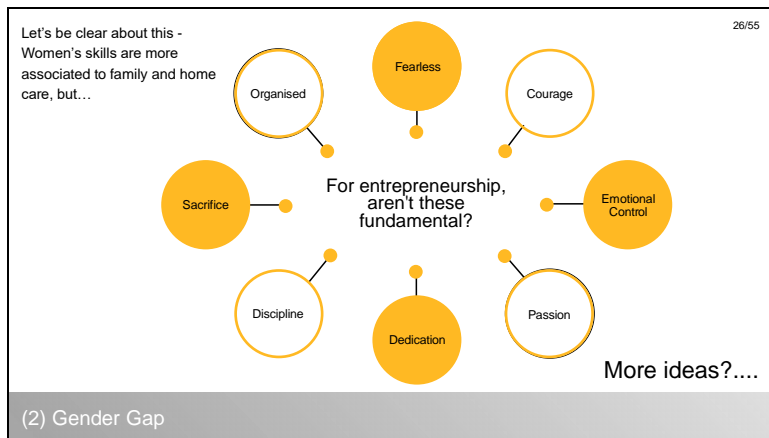 Let's be clear about this -
Women's skills are more
associated to family and home
care, but…
26/55
Fearless
Organised
Courage
Sacrifice
For entrepreneurship,
aren't these
fundamental?
Emotional
Control
Discipline
Dedication
Passion
More ideas?....
(2) Gender Gap